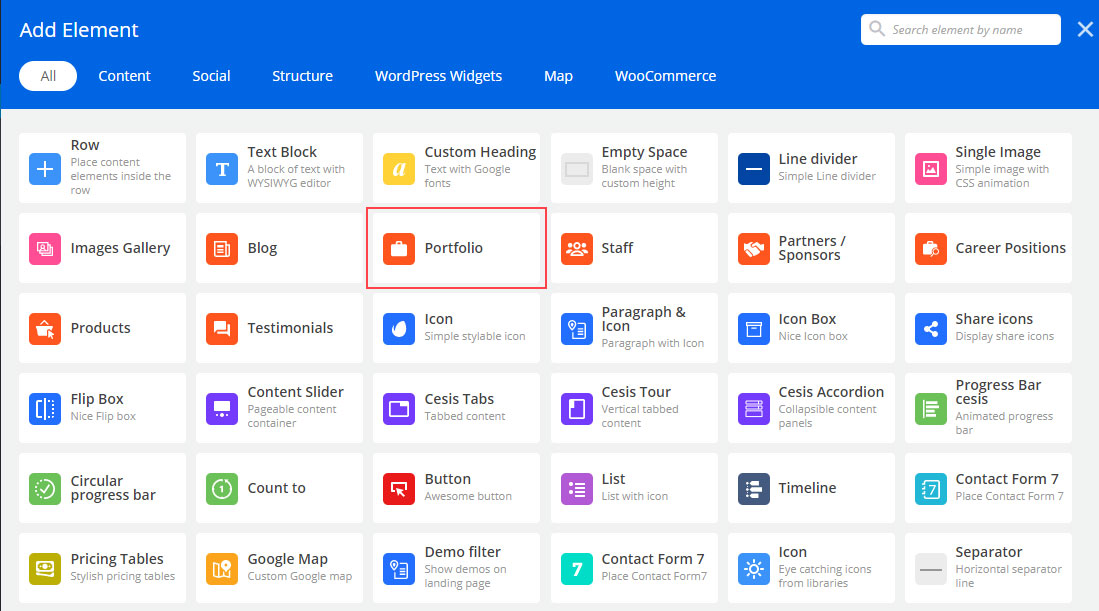 Add Element
Search element by name
All
Content
Social
Structure
WordPress Widgets
Map
WooCommerce
Row
Place content
elements inside the
row
Text Block
A block of text with
WYSIWYG editor
Custom Heading
Text with Google
fonts
Empty Space
Blank space with
custom height
Line divider
Simple Line divider
Single Image
Simple image with
CSS animation
Images Gallery
Blog
Portfolio
Staff
Partners /
Sponsors
Career Positions
Products
Testimonials
Icon
Simple stylable icon
Paragraph &
Icon
Paragraph with Icon
Icon Box
Nice Icon box
Share icons
Display share icons
Flip Box
Nice Flip box
Content Slider
Pageable content
container
Cesis Tabs
Tabbed content
Cesis Tour
Vertical tabbed
content
Cesis Accordion
Collapsible content
panels
Progress Bar
cesis
Animated progress
bar
Circular
progress bar
Count to
Button
Awesome button
List
List with icon
Timeline
Contact Form 7
Place Contact Form 7
Pricing Tables
Stylish pricing tables
Google Map
Custom Google map
Demo filter
Show demos on
landing page
Contact Form 7
Place Contact Form7
Icon
Eye catching icons
from libraries
Separator
Horizontal separator
line